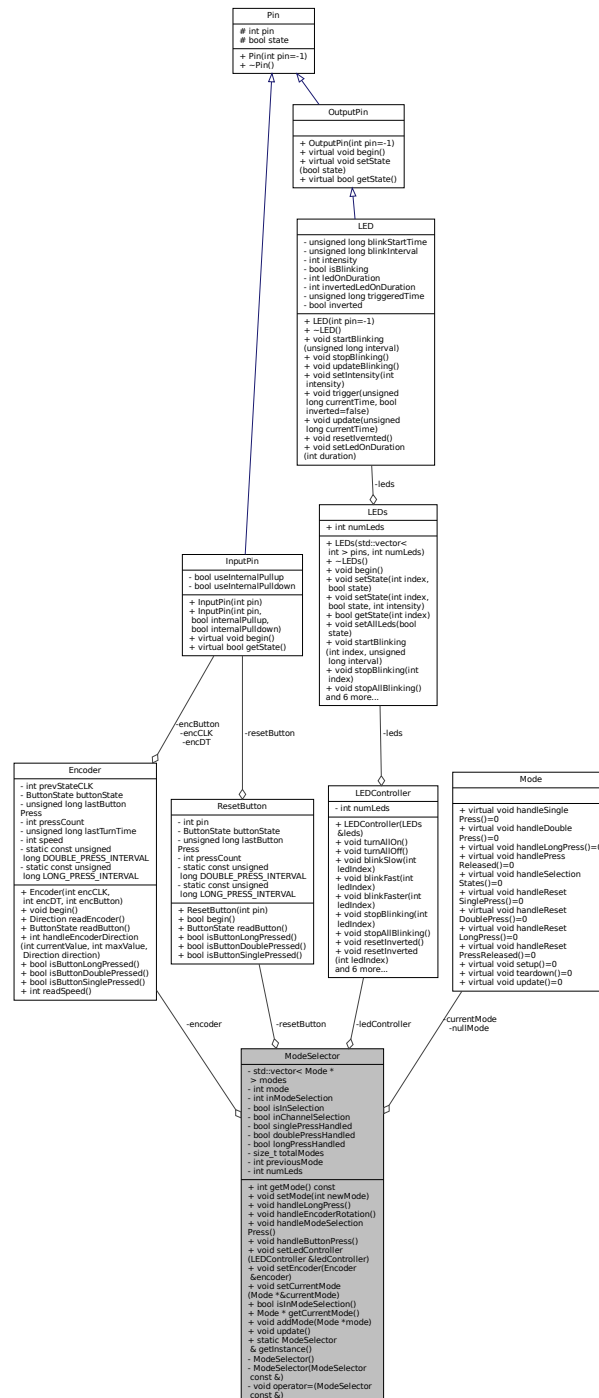 Pin
# int pin
# bool state
+ Pin(int pin=-1)
+ ~Pin()
OutputPin
+ OutputPin(int pin=-1)
+ virtual void begin()
+ virtual void setState
(bool state)
+ virtual bool getState()
LED
- unsigned long blinkStartTime
- unsigned long blinkInterval
- int intensity
- bool isBlinking
- int ledOnDuration
- int invertedLedOnDuration
- unsigned long triggeredTime
- bool inverted
+ LED(int pin=-1)
+ ~LED()
+ void startBlinking
(unsigned long interval)
+ void stopBlinking()
+ void updateBlinking()
+ void setIntensity(int
intensity)
+ void trigger(unsigned
long currentTime, bool
inverted=false)
+ void update(unsigned
long currentTime)
+ void resetIvernted()
+ void setLedOnDuration
(int duration)
-leds
LEDs
+ int numLeds
+ LEDs(std::vector<
int > pins, int numLeds)
+ ~LEDs()
+ void begin()
+ void setState(int index,
bool state)
+ void setState(int index,
bool state, int intensity)
+ bool getState(int index)
+ void setAllLeds(bool
state)
+ void startBlinking
(int index, unsigned
long interval)
+ void stopBlinking(int
index)
+ void stopAllBlinking()
and 6 more...
InputPin
- bool useInternalPullup
- bool useInternalPulldown
+ InputPin(int pin)
+ InputPin(int pin,
bool internalPullup,
bool internalPulldown)
+ virtual void begin()
+ virtual bool getState()
-encButton
-encCLK
-encDT
-resetButton
-leds
Encoder
- int prevStateCLK
- ButtonState buttonState
- unsigned long lastButton
Press
- int pressCount
- unsigned long lastTurnTime
- int speed
- static const unsigned
long DOUBLE_PRESS_INTERVAL
- static const unsigned
long LONG_PRESS_INTERVAL
+ Encoder(int encCLK,
int encDT, int encButton)
+ void begin()
+ Direction readEncoder()
+ ButtonState readButton()
+ int handleEncoderDirection
(int currentValue, int maxValue,
Direction direction)
+ bool isButtonLongPressed()
+ bool isButtonDoublePressed()
+ bool isButtonSinglePressed()
+ int readSpeed()
ResetButton
- int pin
- ButtonState buttonState
- unsigned long lastButton
Press
- int pressCount
- static const unsigned
long DOUBLE_PRESS_INTERVAL
- static const unsigned
long LONG_PRESS_INTERVAL
+ ResetButton(int pin)
+ bool begin()
+ ButtonState readButton()
+ bool isButtonLongPressed()
+ bool isButtonDoublePressed()
+ bool isButtonSinglePressed()
LEDController
- int numLeds
+ LEDController(LEDs
&leds)
+ void turnAllOn()
+ void turnAllOff()
+ void blinkSlow(int
ledIndex)
+ void blinkFast(int
ledIndex)
+ void blinkFaster(int
ledIndex)
+ void stopBlinking(int
ledIndex)
+ void stopAllBlinking()
+ void resetInverted()
+ void resetInverted
(int ledIndex)
and 6 more...
Mode
+ virtual void handleSingle
Press()=0
+ virtual void handleDouble
Press()=0
+ virtual void handleLongPress()=0
+ virtual void handlePress
Released()=0
+ virtual void handleSelection
States()=0
+ virtual void handleReset
SinglePress()=0
+ virtual void handleReset
DoublePress()=0
+ virtual void handleReset
LongPress()=0
+ virtual void handleReset
PressReleased()=0
+ virtual void setup()=0
+ virtual void teardown()=0
+ virtual void update()=0
-encoder
-resetButton
-ledController
-currentMode
-nullMode
ModeSelector
- std::vector< Mode *
> modes
- int mode
- int inModeSelection
- bool isInSelection
- bool inChannelSelection
- bool singlePressHandled
- bool doublePressHandled
- bool longPressHandled
- size_t totalModes
- int previousMode
- int numLeds
+ int getMode() const
+ void setMode(int newMode)
+ void handleLongPress()
+ void handleEncoderRotation()
+ void handleModeSelection
Press()
+ void handleButtonPress()
+ void setLedController
(LEDController &ledController)
+ void setEncoder(Encoder
&encoder)
+ void setCurrentMode
(Mode *&currentMode)
+ bool isInModeSelection()
+ Mode * getCurrentMode()
+ void addMode(Mode *mode)
+ void update()
+ static ModeSelector
& getInstance()
- ModeSelector()
- ModeSelector(ModeSelector
const &)
- void operator=(ModeSelector
const &)